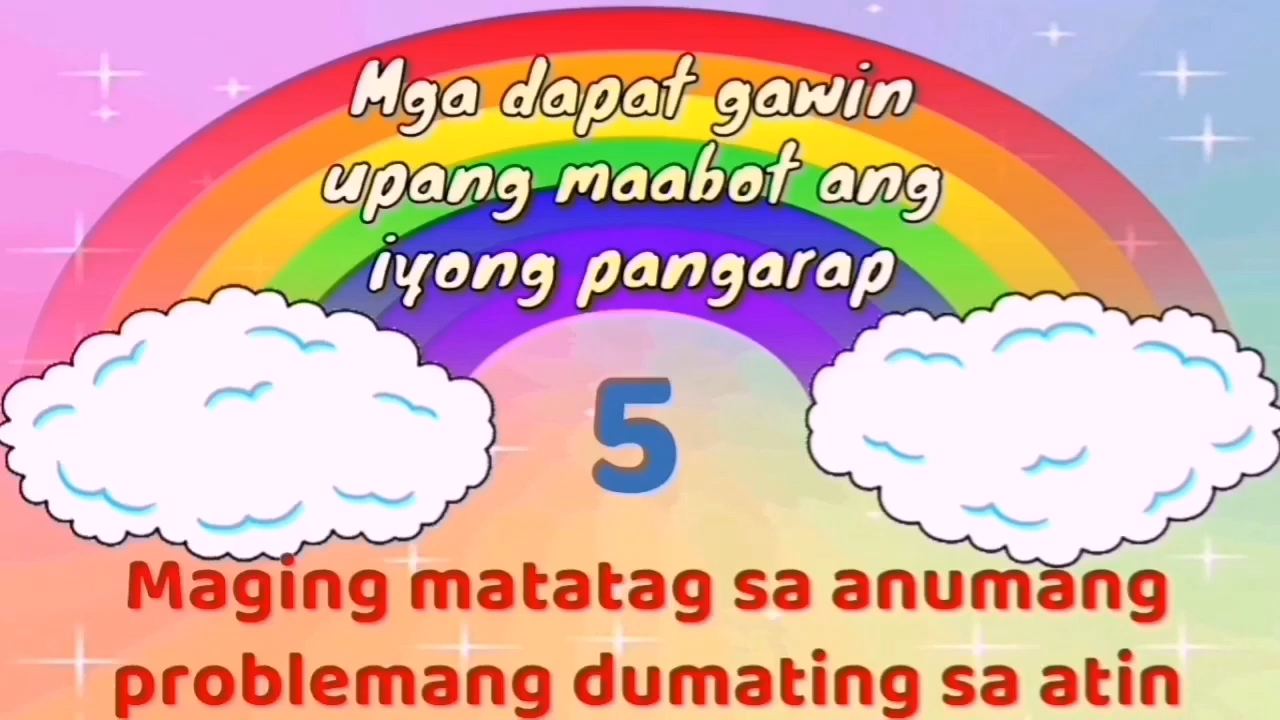 Mga dapat gawin
upang maabot ang
iyong pangarap
5
Maging matatag sa anumang
problemang dumating sa atin